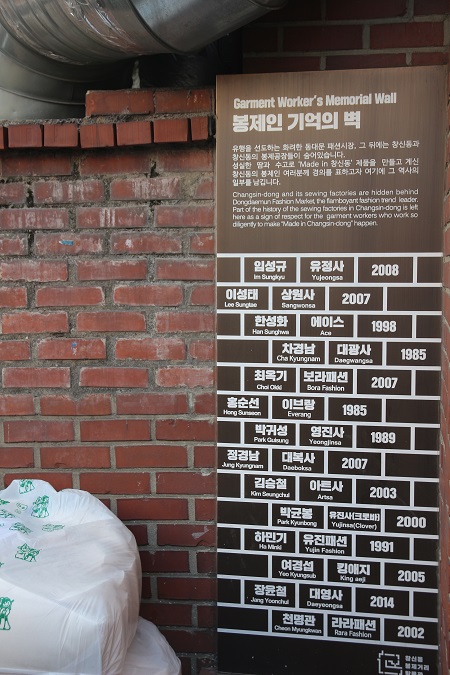 Garment Worker's Memorial Wall
봉제인 기억의 벽
유행을 선도하는 화려한 동대문 패션시장, 그 뒤에는 창신동과
창신동의 봉제공장들이 숨어있었습니다.
성실한 땀과 수고로 'Made in 창신동' 제품을 만들고 계신
창신동의 봉제인 여러분께 경의를 표하고자 여기에 그 역사의
일부를 남깁니다.
Changsin-dong and its sewing factories are hidden behind
Dongdaemun Fashion Market, the flamboyant fashion trend leader.
Part of the history of the sewing factories in Changsin-dong is left
here as a sign of respect for the garment workers who work so
diligently to make "Made in Changsin-dong" happen.
임성규 유정사 2008
Im Sungkyu Yujeongsa
이성태 상원사 2007
Lee Sungtae Sangwonsa
한성화 에이스 1998
Han Sunghwa Ace
차경남 대광사 1985
Cha Kyungnam Daegwangsa
최옥기 보라패션 2007
Choi Okki Bora Fashion
홍순선 이브랑 1985
Hong Sunseon Everang
박귀성 영진사 1989
Park Guisung Yeongjinsa
정경남 대복사 2007
Jung Kyungnam Daeboksa
김승철 아트사 2003
Kim Seungchul Artsa
박균봉 유진사(크로바) 2000
Park Kyunbong Yujinsa(Clover)
하민기 유진패션 1991
Ha Minki Yujin Fashion
여경섭 킹애지 2005
Yeo Kyungsub King aeji
장윤철 대영사 2014
Jang Yoonchul Daeyeongsa
천명관 라라패션 2002
Cheon Myungkwan Rara Fashion
창신동
봉제거리